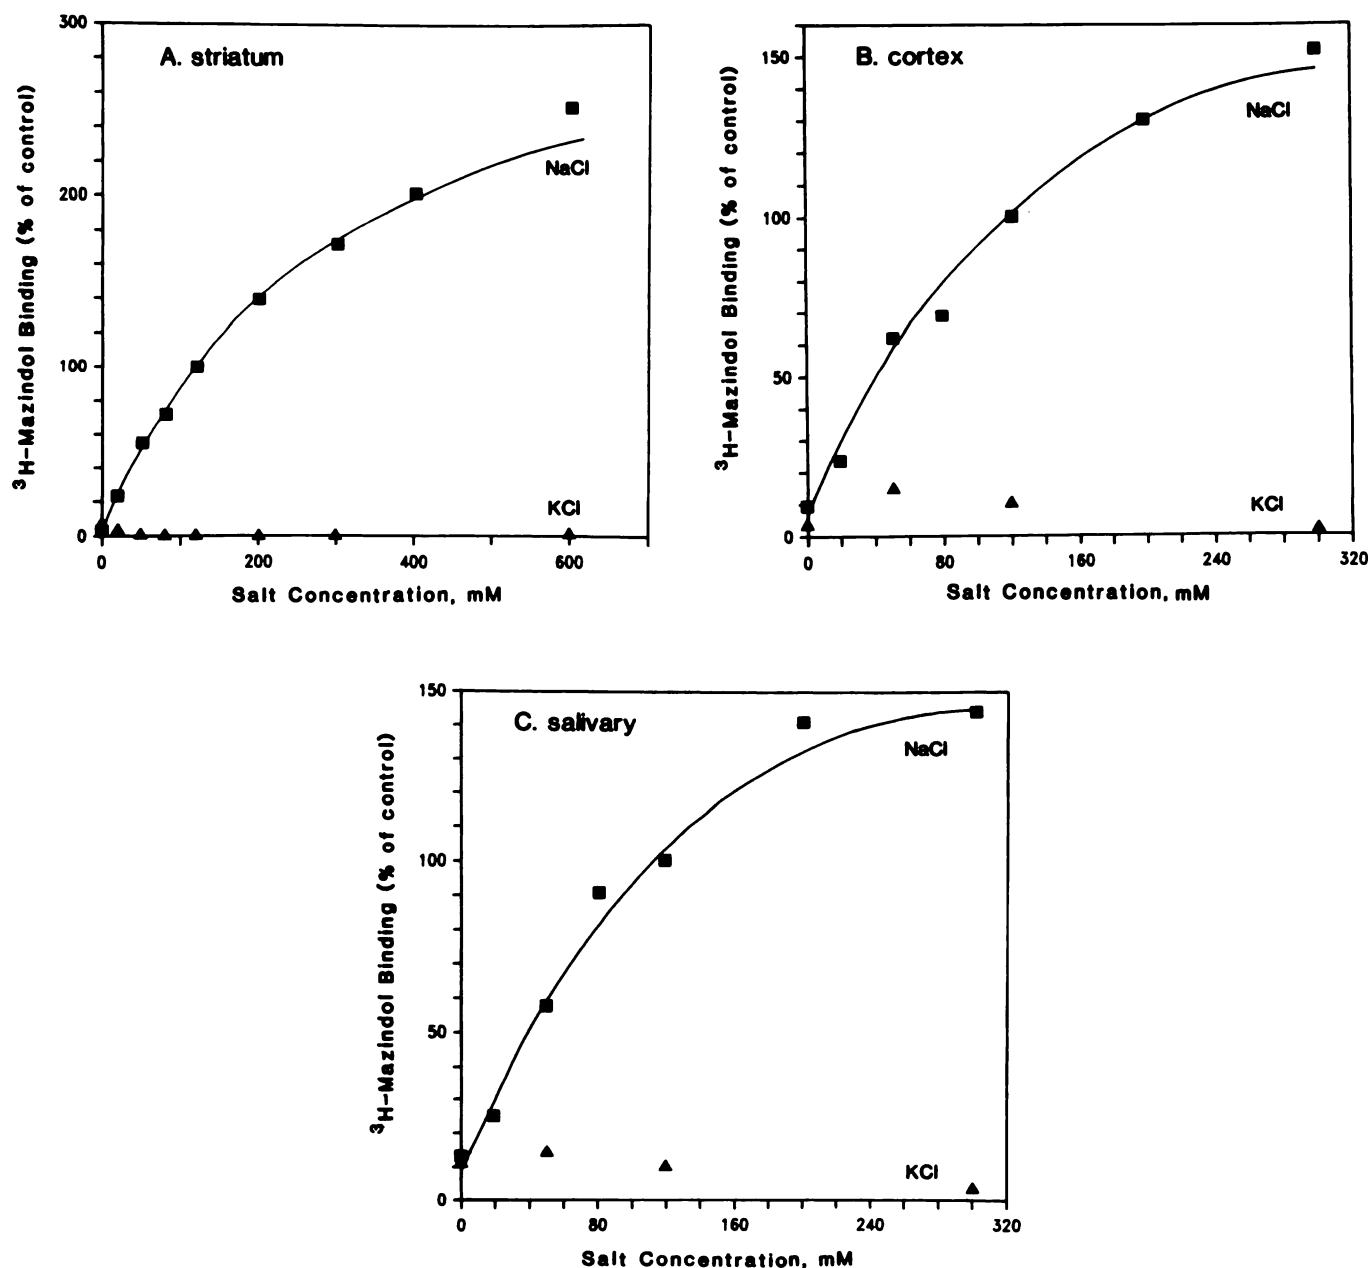 A. striatum
300
200
100
0
³H-Mazindol Binding (% of control)
NaCl
KCl
0 200 400 600
Salt Concentration, mM
B. cortex
150
100
50
0
³H-Mazindol Binding (% of control)
NaCl
KCl
0 80 160 240 320
Salt Concentration, mM
C. salivary
150
100
50
0
³H-Mazindol Binding (% of control)
NaCl
KCl
0 80 160 240 320
Salt Concentration, mM